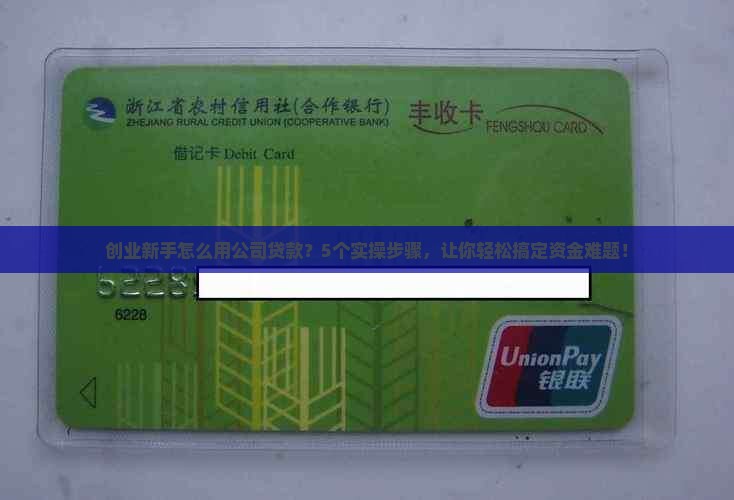 浙江省农村信用社(合作银行)
ZHEJIANG RURAL CREDIT UNION (COOPERATIVE BANK)
丰收卡
FENGSHOU CARD
借记卡 Debit Card
创业新手怎么用公司贷款？5个实操步骤，让你轻松搞定资金难题！
6228
6228
UnionPay
银联